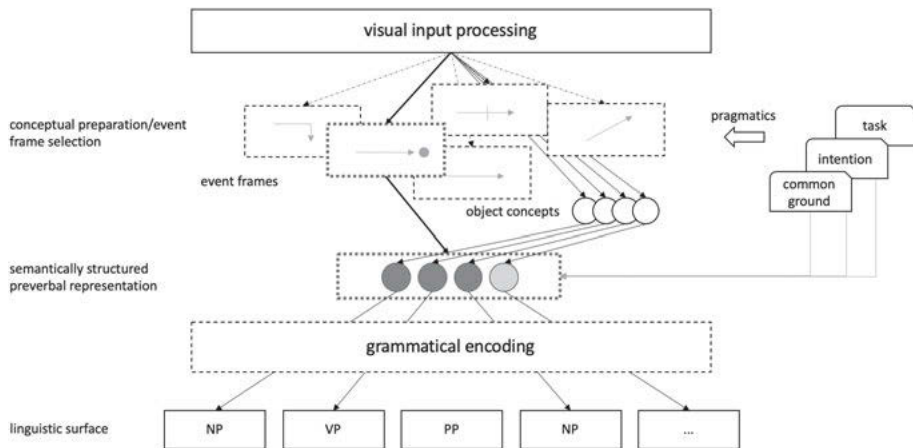 visual input processing
conceptual preparation/event
frame selection
pragmatics
task
intention
common
ground
event frames
object concepts
semantically structured
preverbal representation
grammatical encoding
linguistic surface
NP
VP
PP
NP
...